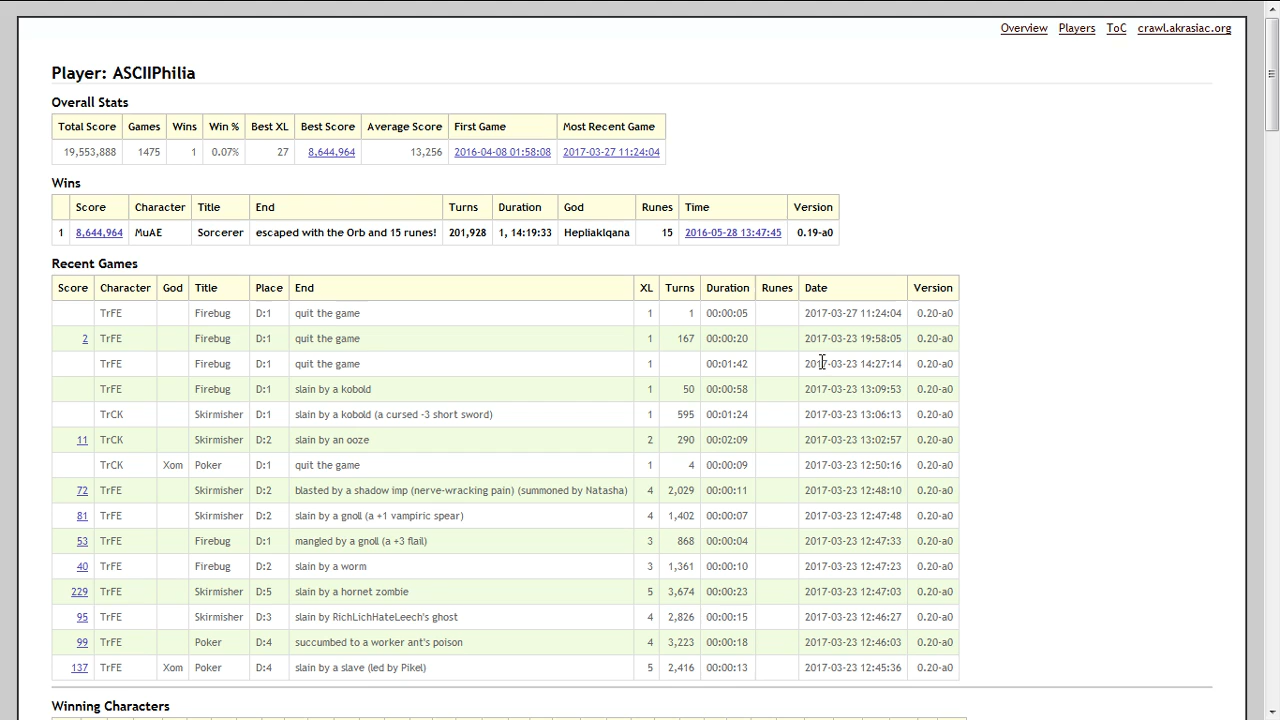 Overview Players ToC crawl.akrasiac.org
Player: ASCIIPhilia
Overall Stats
Total Score Games Wins Win % Best XL Best Score Average Score First Game Most Recent Game
19,553,888 1475 1 0.07% 27 8,644,964 13,256 2016-04-08 01:58:08 2017-03-27 11:24:04
Wins
Score Character Title End Turns Duration God Runes Time Version
1 8,644,964 MuAE Sorcerer escaped with the Orb and 15 runes! 201,928 1, 14:19:33 Hepliaklqana 15 2016-05-28 13:47:45 0.19-a0
Recent Games
Score Character God Title Place End XL Turns Duration Runes Date Version
TrFE Firebug D:1 quit the game 1 1 00:00:05 2017-03-27 11:24:04 0.20-a0
2 TrFE Firebug D:1 quit the game 1 167 00:00:20 2017-03-23 19:58:05 0.20-a0
TrFE Firebug D:1 quit the game 1 00:01:42 2017-03-23 14:27:14 0.20-a0
TrFE Firebug D:1 slain by a kobold 1 50 00:00:58 2017-03-23 13:09:53 0.20-a0
TrCK Skirmisher D:1 slain by a kobold (a cursed -3 short sword) 1 595 00:01:24 2017-03-23 13:06:13 0.20-a0
11 TrCK Skirmisher D:2 slain by an ooze 2 290 00:02:09 2017-03-23 13:02:57 0.20-a0
TrCK Xom Poker D:1 quit the game 1 4 00:00:09 2017-03-23 12:50:16 0.20-a0
72 TrFE Skirmisher D:2 blasted by a shadow imp (nerve-wracking pain) (summoned by Natasha) 4 2,029 00:00:11 2017-03-23 12:48:10 0.20-a0
81 TrFE Skirmisher D:2 slain by a gnoll (a +1 vampiric spear) 4 1,402 00:00:07 2017-03-23 12:47:48 0.20-a0
53 TrFE Firebug D:1 mangled by a gnoll (a +3 flail) 3 868 00:00:04 2017-03-23 12:47:33 0.20-a0
40 TrFE Firebug D:2 slain by a worm 3 1,361 00:00:10 2017-03-23 12:47:23 0.20-a0
229 TrFE Skirmisher D:5 slain by a hornet zombie 5 3,674 00:00:23 2017-03-23 12:47:03 0.20-a0
95 TrFE Skirmisher D:3 slain by RichLichHateLeech's ghost 4 2,826 00:00:15 2017-03-23 12:46:27 0.20-a0
99 TrFE Poker D:4 succumbed to a worker ant's poison 4 3,223 00:00:18 2017-03-23 12:46:03 0.20-a0
137 TrFE Xom Poker D:4 slain by a slave (led by Pikel) 5 2,416 00:00:13 2017-03-23 12:45:36 0.20-a0
Winning Characters